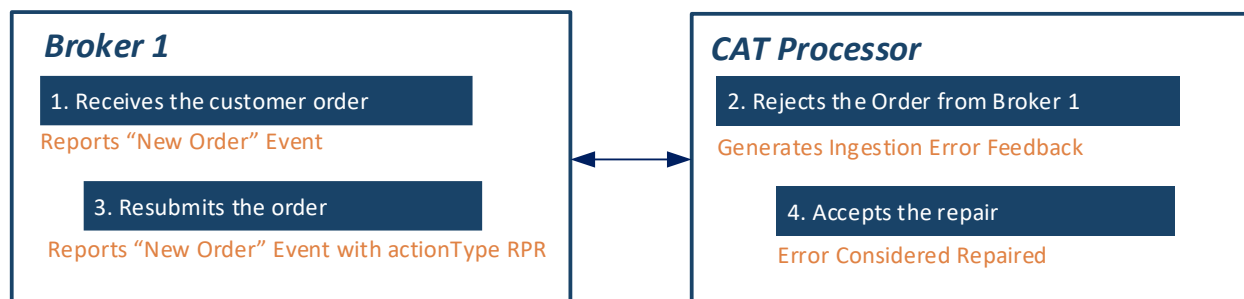 Broker 1
1. Receives the customer order
Reports “New Order” Event
3. Resubmits the order
Reports “New Order” Event with actionType RPR
CAT Processor
2. Rejects the Order from Broker 1
Generates Ingestion Error Feedback
4. Accepts the repair
Error Considered Repaired